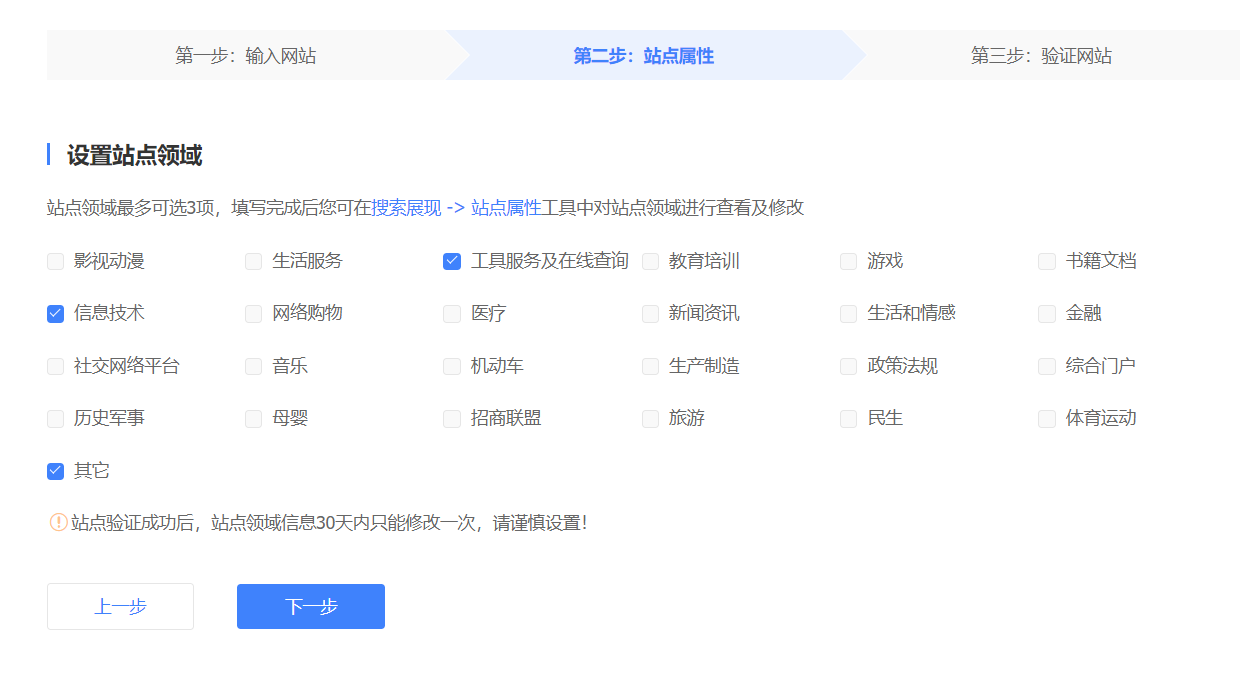 第一步：输入网站 第二步：站点属性 第三步：验证网站
设置站点领域
站点领域最多可选3项，填写完成后您可在搜索展现 -> 站点属性工具中对站点领域进行查看及修改
影视动漫 生活服务 工具服务及在线查询 教育培训 游戏 书籍文档
信息技术 网络购物 医疗 新闻资讯 生活和情感 金融
社交网络平台 音乐 机动车 生产制造 政策法规 综合门户
历史军事 母婴 招商联盟 旅游 民生 体育运动
其它
站点验证成功后，站点领域信息30天内只能修改一次，请谨慎设置！
上一步 下一步